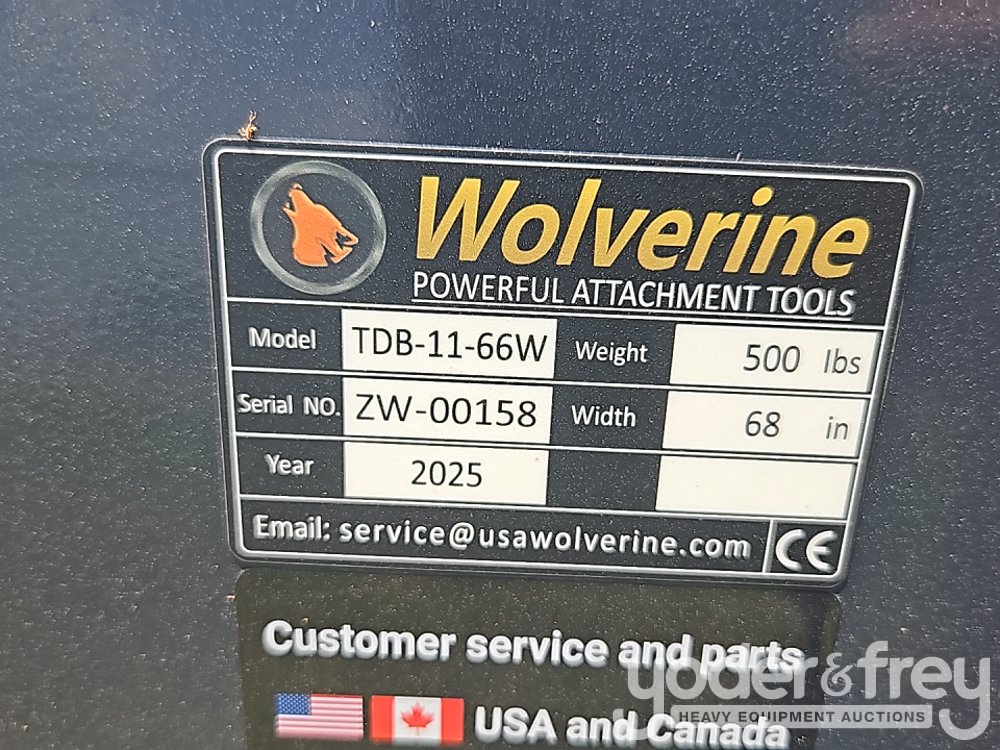 Wolverine
POWERFUL ATTACHMENT TOOLS
Model TDB-11-66W Weight 500 lbs
Serial NO. ZW-00158 Width 68 in
Year 2025
Email: service@usawolverine.com CE
Customer service and parts
USA and Canada
yoder&frey
HEAVY EQUIPMENT AUCTIONS